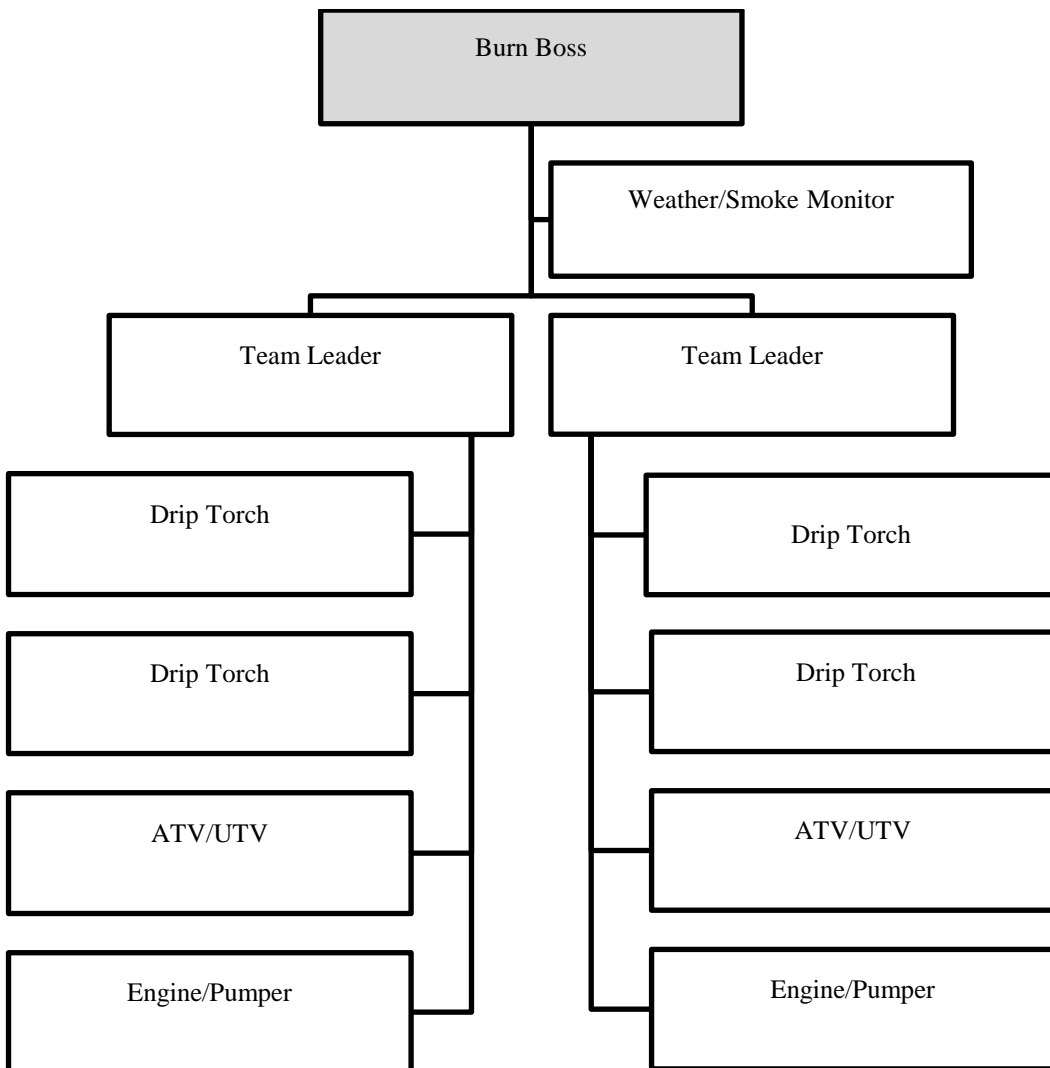 Burn Boss
Weather/Smoke Monitor
Team Leader
Team Leader
Drip Torch
Drip Torch
Drip Torch
Drip Torch
ATV/UTV
ATV/UTV
Engine/Pumper
Engine/Pumper